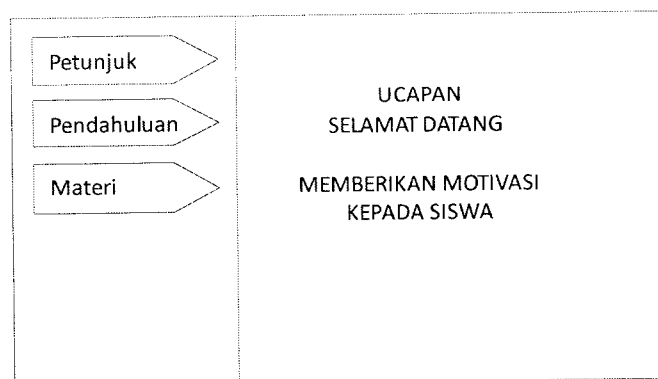 Petunjuk
Pendahuluan
Materi
UCAPAN
SELAMAT DATANG
MEMBERIKAN MOTIVASI
KEPADA SISWA